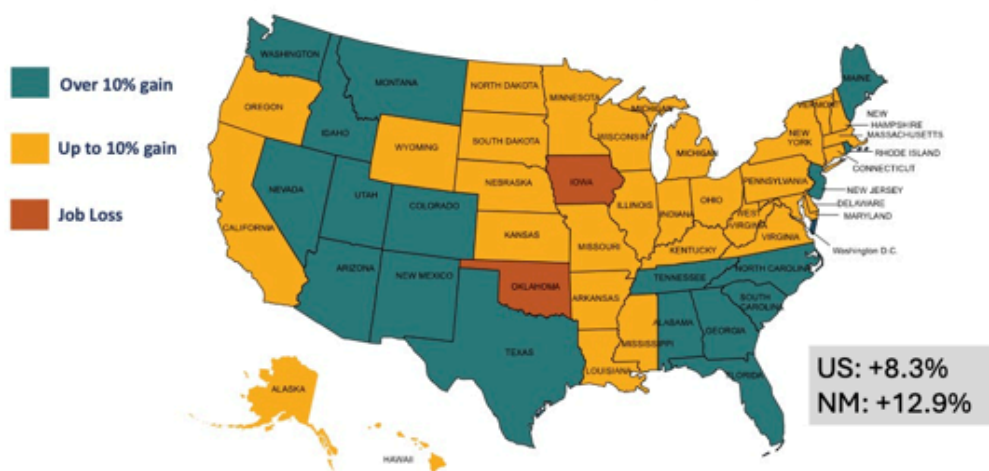 Over 10% gain
Up to 10% gain
Job Loss
WASHINGTON
MONTANA
NORTH DAKOTA
MINNESOTA
MICHIGAN
MAINE
VERMONT
NEW
HAMPSHIRE
MASSACHUSETTS
RHODE ISLAND
CONNECTICUT
OREGON
IDAHO
WYOMING
SOUTH DAKOTA
WISCONSIN
MICHIGAN
NEW
YORK
PENNSYLVANIA
NEW JERSEY
DELAWARE
MARYLAND
Washington D.C.
NEVADA
UTAH
COLORADO
NEBRASKA
IOWA
ILLINOIS
INDIANA
OHIO
WEST
VIRGINIA
VIRGINIA
CALIFORNIA
KANSAS
MISSOURI
KENTUCKY
ARIZONA
NEW MEXICO
OKLAHOMA
ARKANSAS
TENNESSEE
NORTH CAROLINA
SOUTH
CAROLINA
TEXAS
LOUISIANA
MISSISSIPPI
ALABAMA
GEORGIA
FLORIDA
ALASKA
HAWAII
US: +8.3%
NM: +12.9%